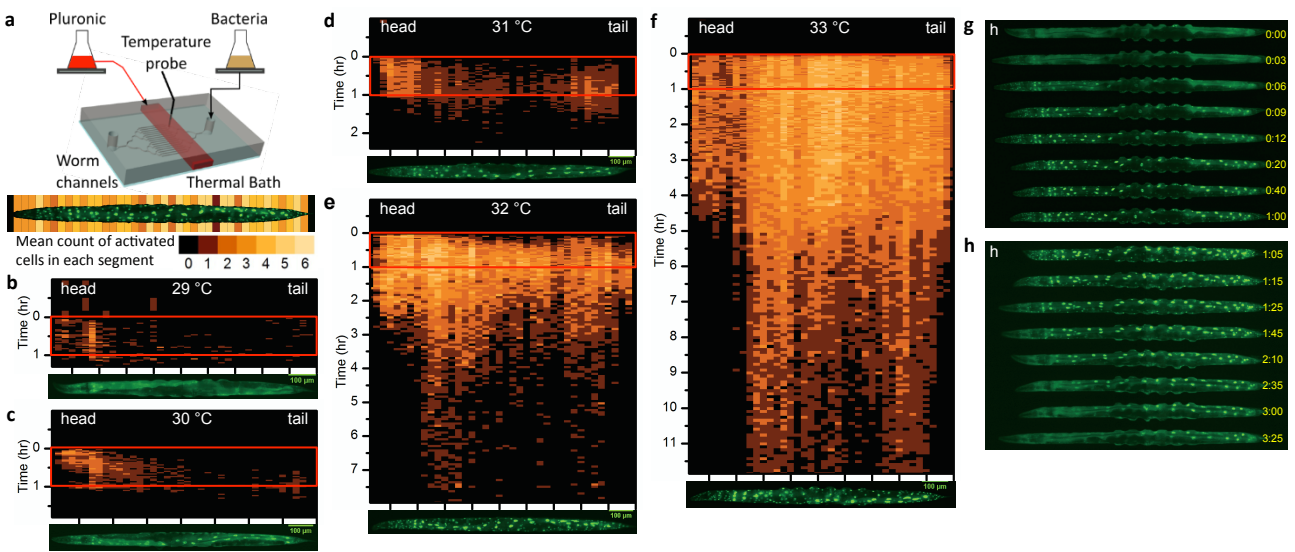 a
Pluronic
Bacteria
Temperature
probe
Worm
channels
Thermal Bath
Mean count of activated
cells in each segment
0 1 2 3 4 5 6
b
head 29 °C tail
Time (hr)
0
1
100 µm
c
head 30 °C tail
Time (hr)
0
1
100 µm
d
head 31 °C tail
Time (hr)
0
1
2
100 µm
e
head 32 °C tail
Time (hr)
0
1
2
3
4
5
6
7
100 µm
f
head 33 °C tail
Time (hr)
0
1
2
3
4
5
6
7
8
9
10
11
100 µm
g
h 0:00
0:03
0:06
0:09
0:12
0:20
0:40
1:00
h
h 1:05
1:15
1:25
1:45
2:10
2:35
3:00
3:25